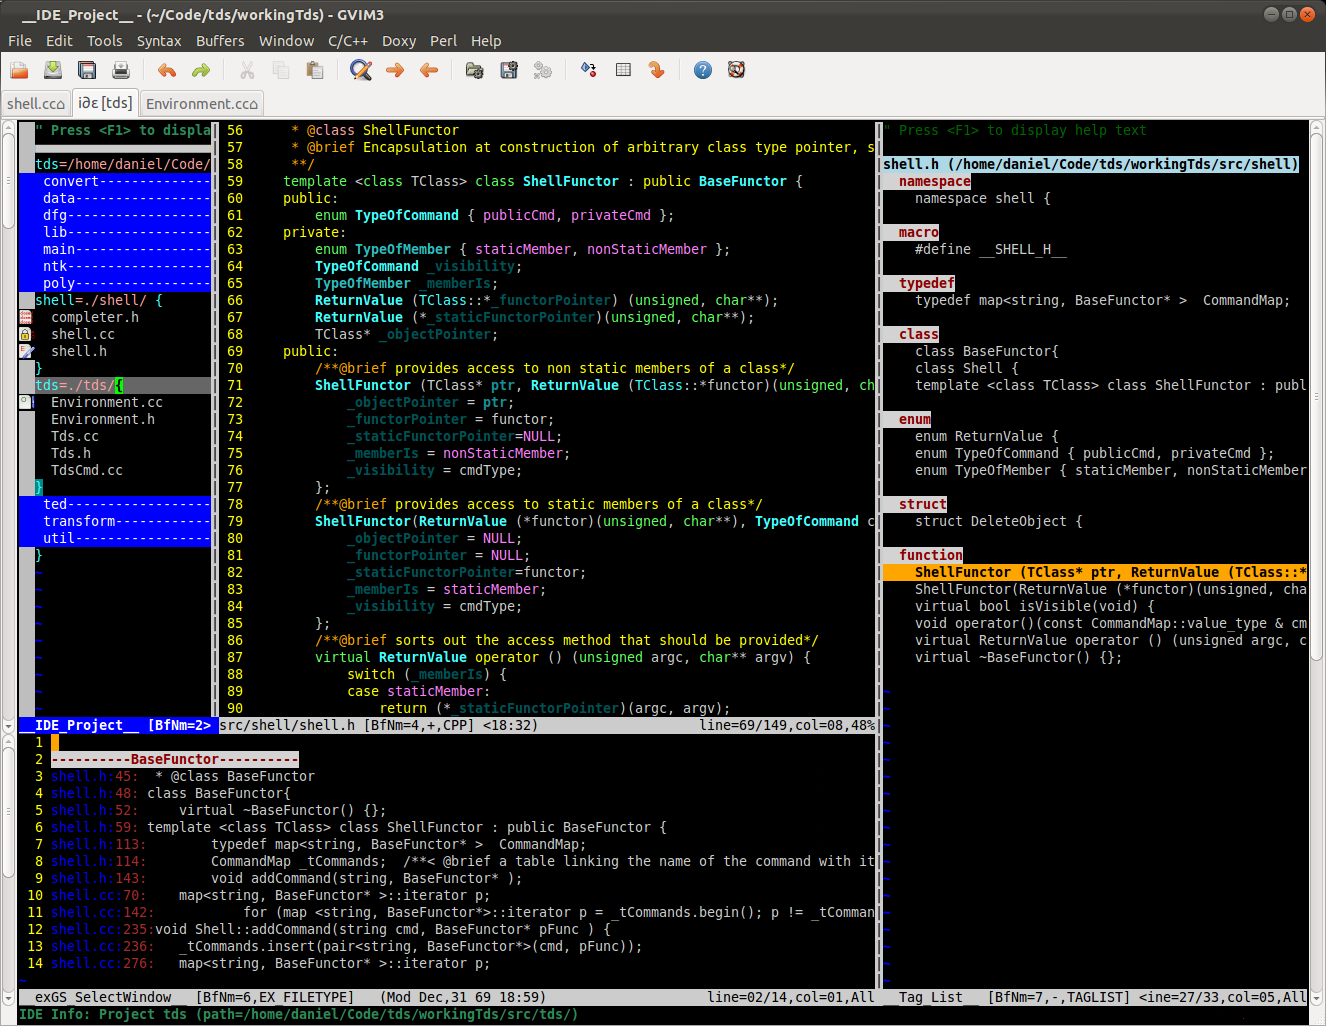 __IDE_Project__ - (~/Code/tds/workingTds) - GVIM3
File Edit Tools Syntax Buffers Window C/C++ Doxy Perl Help
shell.cc⌂ i∂ε [tds] Environment.cc⌂
" Press <F1> to displa
tds=/home/daniel/Code/
convert--------------
data-----------------
dfg------------------
lib------------------
main-----------------
ntk------------------
poly-----------------
shell=./shell/ {
completer.h
shell.cc
shell.h
}
tds=./tds/{
Environment.cc
Environment.h
Tds.cc
Tds.h
TdsCmd.cc
}
ted------------------
transform------------
util-----------------
}
__IDE_Project__ [BfNm=2>
56 * @class ShellFunctor
57 * @brief Encapsulation at construction of arbitrary class type pointer, s
58 **/
59 template <class TClass> class ShellFunctor : public BaseFunctor {
60 public:
61 enum TypeOfCommand { publicCmd, privateCmd };
62 private:
63 enum TypeOfMember { staticMember, nonStaticMember };
64 TypeOfCommand _visibility;
65 TypeOfMember _memberIs;
66 ReturnValue (TClass::*_functorPointer) (unsigned, char**);
67 ReturnValue (*_staticFunctorPointer)(unsigned, char**);
68 TClass* _objectPointer;
69 public:
70 /**@brief provides access to non static members of a class*/
71 ShellFunctor (TClass* ptr, ReturnValue (TClass::*functor)(unsigned, ch
72 _objectPointer = ptr;
73 _functorPointer = functor;
74 _staticFunctorPointer=NULL;
75 _memberIs = nonStaticMember;
76 _visibility = cmdType;
77 };
78 /**@brief provides access to static members of a class*/
79 ShellFunctor(ReturnValue (*functor)(unsigned, char**), TypeOfCommand c
80 _objectPointer = NULL;
81 _functorPointer = NULL;
82 _staticFunctorPointer=functor;
83 _memberIs = staticMember;
84 _visibility = cmdType;
85 };
86 /**@brief sorts out the access method that should be provided*/
87 virtual ReturnValue operator () (unsigned argc, char** argv) {
88 switch (_memberIs) {
89 case staticMember:
90 return (*_staticFunctorPointer)(argc, argv);
src/shell/shell.h [BfNm=4,+,CPP] <18:32) line=69/149,col=08,48%
" Press <F1> to display help text
shell.h (/home/daniel/Code/tds/workingTds/src/shell)
namespace
namespace shell {
macro
#define __SHELL_H__
typedef
typedef map<string, BaseFunctor* > CommandMap;
class
class BaseFunctor{
class Shell {
template <class TClass> class ShellFunctor : publ
enum
enum ReturnValue {
enum TypeOfCommand { publicCmd, privateCmd };
enum TypeOfMember { staticMember, nonStaticMember
struct
struct DeleteObject {
function
ShellFunctor (TClass* ptr, ReturnValue (TClass::*
ShellFunctor(ReturnValue (*functor)(unsigned, cha
virtual bool isVisible(void) {
void operator()(const CommandMap::value_type & cm
virtual ReturnValue operator () (unsigned argc, c
virtual ~BaseFunctor() {};
1
2 ----------BaseFunctor----------
3 shell.h:45: * @class BaseFunctor
4 shell.h:48: class BaseFunctor{
5 shell.h:52: virtual ~BaseFunctor() {};
6 shell.h:59: template <class TClass> class ShellFunctor : public BaseFunctor {
7 shell.h:113: typedef map<string, BaseFunctor* > CommandMap;
8 shell.h:114: CommandMap _tCommands; /**< @brief a table linking the name of the command with it
9 shell.h:143: void addCommand(string, BaseFunctor* );
10 shell.cc:70: map<string, BaseFunctor* >::iterator p;
11 shell.cc:142: for (map <string, BaseFunctor*>::iterator p = _tCommands.begin(); p != _tComman
12 shell.cc:235:void Shell::addCommand(string cmd, BaseFunctor* pFunc ) {
13 shell.cc:236: _tCommands.insert(pair<string, BaseFunctor*>(cmd, pFunc));
14 shell.cc:276: map<string, BaseFunctor* >::iterator p;
__exGS_SelectWindow__ [BfNm=6,EX_FILETYPE] (Mod Dec,31 69 18:59) line=02/14,col=01,All
__Tag_List__ [BfNm=7,-,TAGLIST] <ine=27/33,col=05,All
IDE Info: Project tds (path=/home/daniel/Code/tds/workingTds/src/tds/)